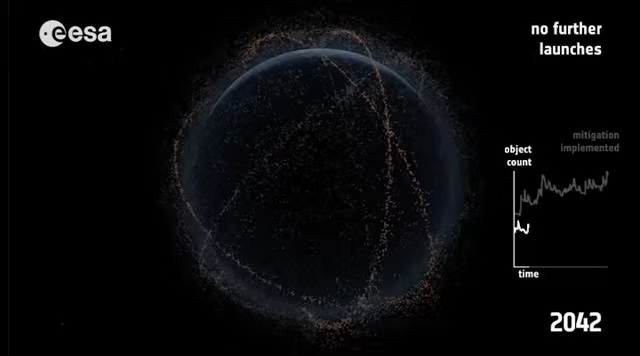 esa
no further
launches
mitigation
implemented
object
count
time
2042